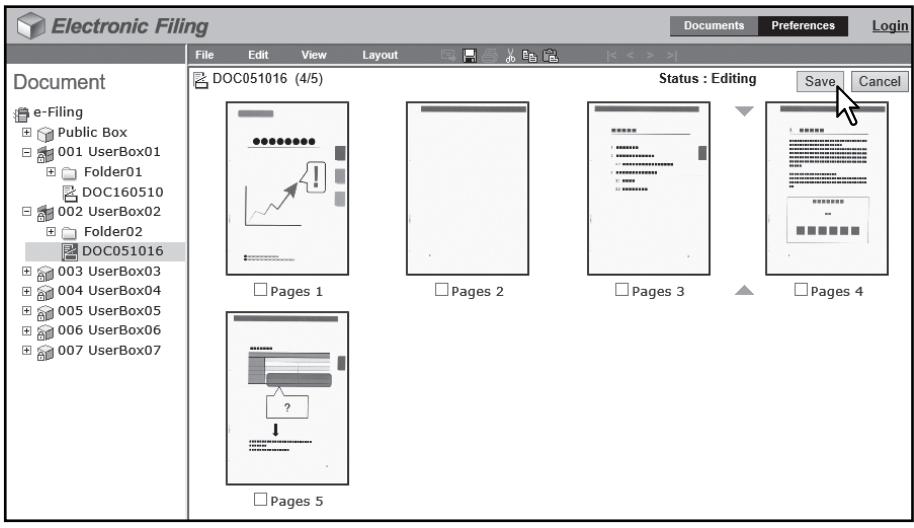 Electronic Filing
Documents Preferences Login
File Edit View Layout |< < > >|
Document
DOC051016 (4/5) Status : Editing Save Cancel
e-Filing
Public Box
001 UserBox01
Folder01
DOC160510
002 UserBox02
Folder02
DOC051016
003 UserBox03
004 UserBox04
005 UserBox05
006 UserBox06
007 UserBox07
!
Pages 1
Pages 2
Pages 3
Pages 4
?
Pages 5